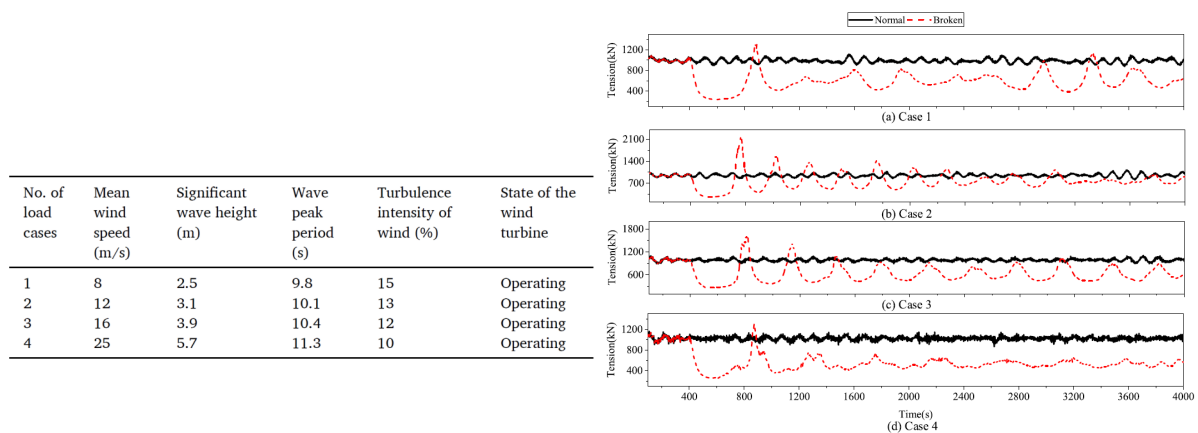 No. of load cases Mean wind speed (m/s) Significant wave height (m) Wave peak period (s) Turbulence intensity of wind (%) State of the wind turbine
1 8 2.5 9.8 15 Operating
2 12 3.1 10.1 13 Operating
3 16 3.9 10.4 12 Operating
4 25 5.7 11.3 10 Operating
Normal Broken
Tension(kN)
1200
800
400
(a) Case 1
Tension(kN)
2100
1400
700
(b) Case 2
Tension(kN)
1800
1200
600
(c) Case 3
Tension(kN)
1200
800
400
400 800 1200 1600 2000 2400 2800 3200 3600 4000
Time(s)
(d) Case 4